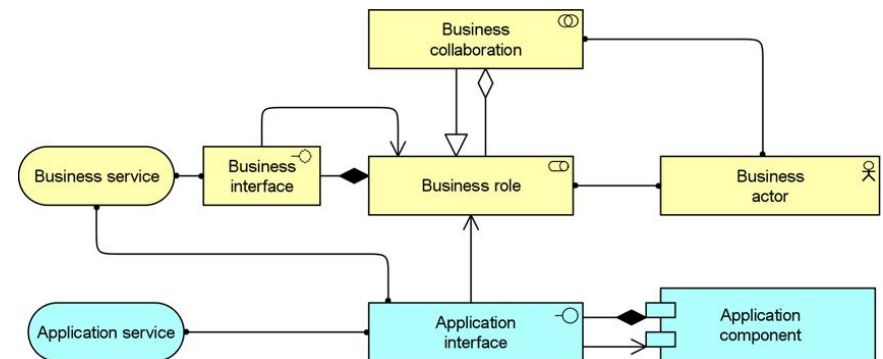 Business
collaboration
Business service
Business
interface
Business role
Business
actor
Application service
Application
interface
Application
component